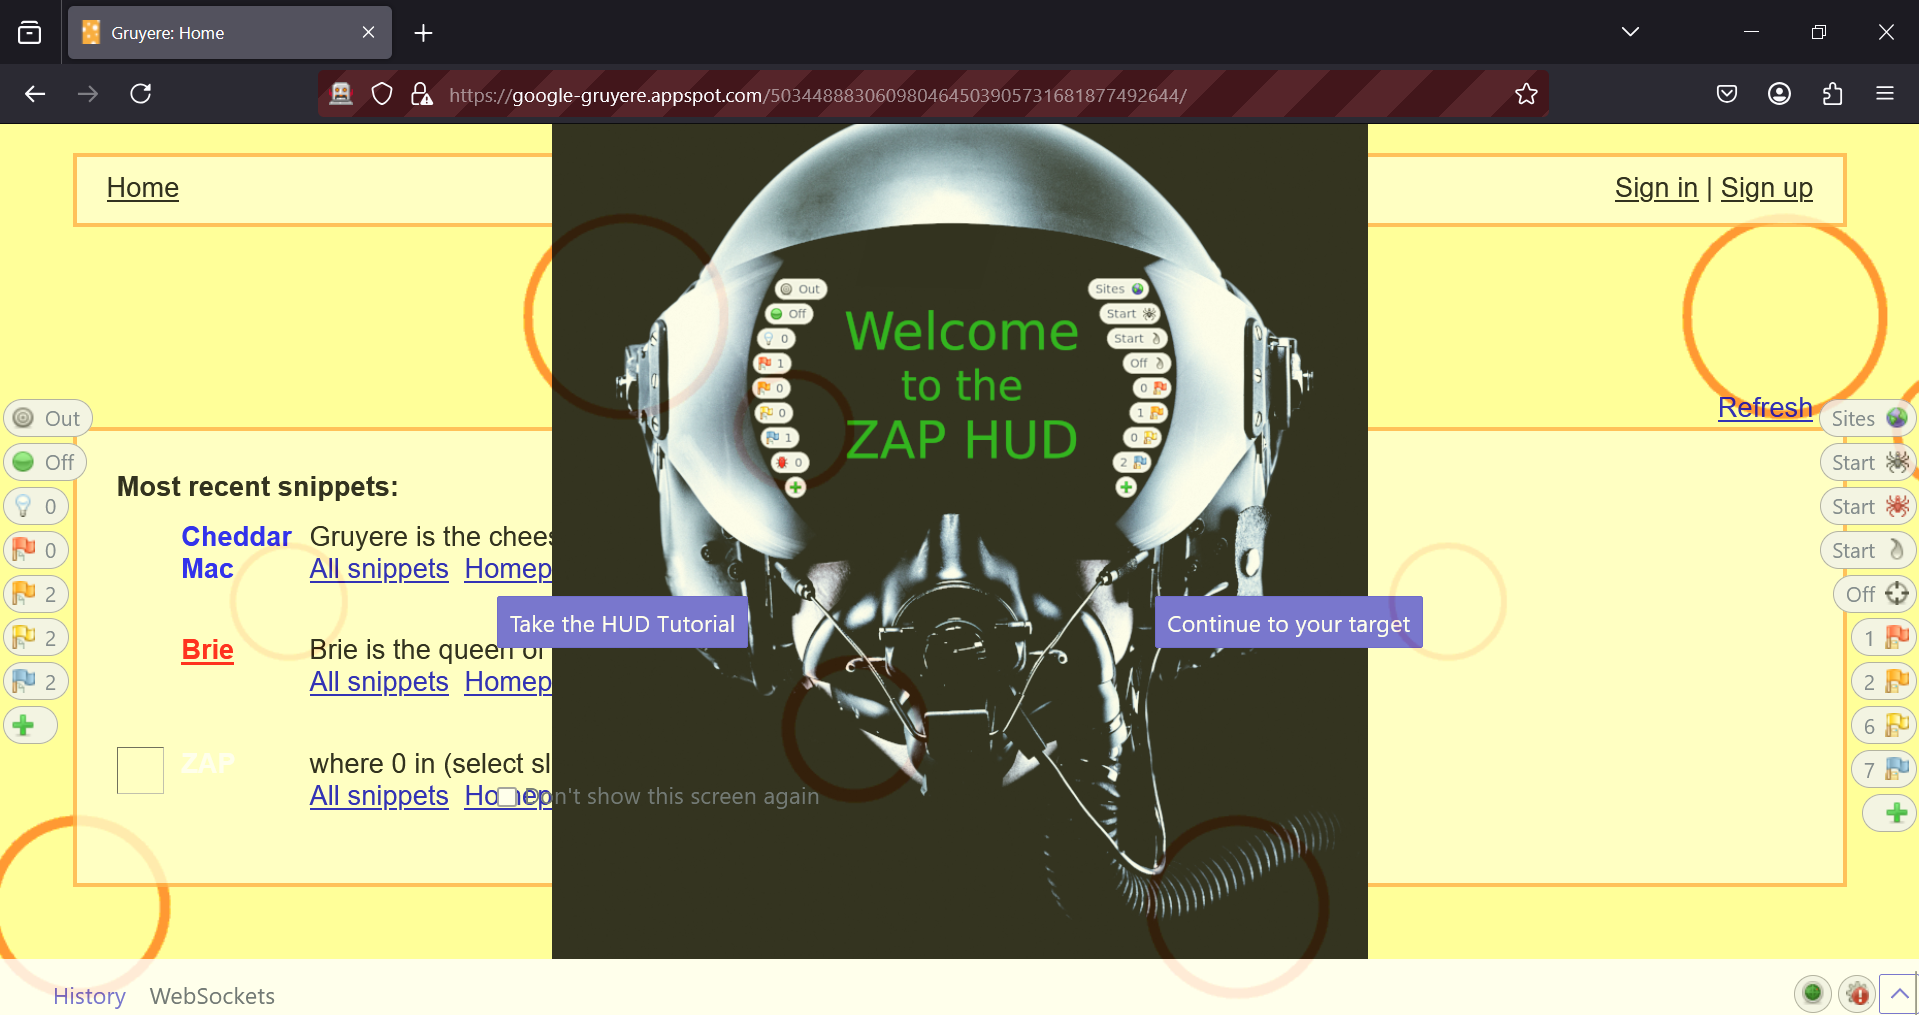 Gruyere: Home
https://google-gruyere.appspot.com/503448883060980464503905731681877492644/
Home
Sign in | Sign up
Out
Off
0
1
0
0
1
0
Sites
Start
Start
Off
0
1
0
2
Welcome
to the
ZAP HUD
Refresh
Out
Off
0
0
2
2
2
Sites
Start
Start
Start
Off
1
2
6
7
Most recent snippets:
Cheddar Mac
Gruyere is the chees
All snippets Homep
Brie
Brie is the queen of
All snippets Homep
Take the HUD Tutorial
Continue to your target
ZAP
where 0 in (select sl
All snippets Homep
Don't show this screen again
History WebSockets